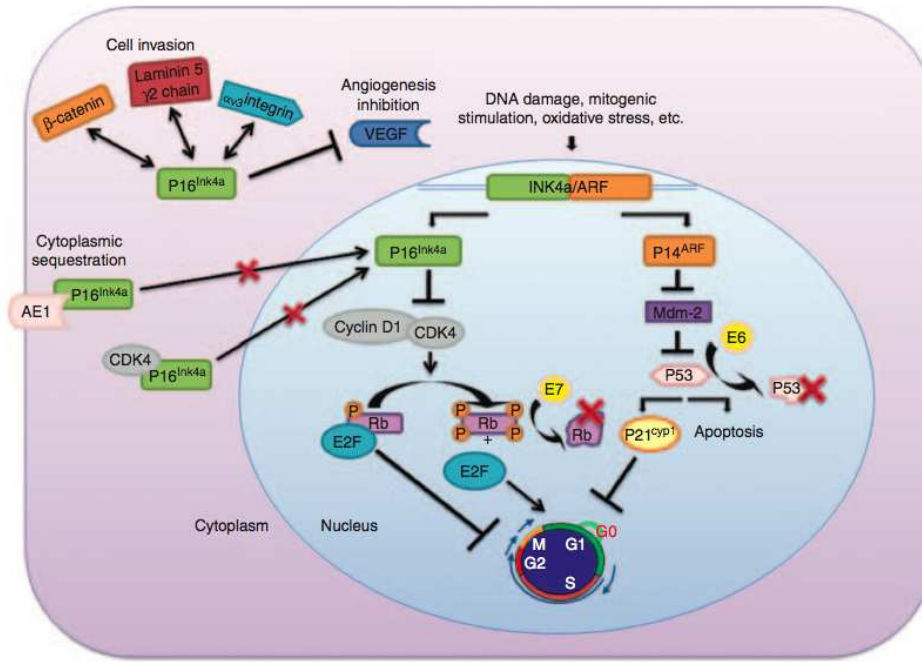 Cell invasion
Laminin 5
γ2 chain
β-catenin
αv3integrin
P16Ink4a
Angiogenesis
inhibition
VEGF
DNA damage, mitogenic
stimulation, oxidative stress, etc.
INK4a/ARF
Cytoplasmic
sequestration
P16Ink4a
AE1
CDK4
P16Ink4a
P16Ink4a
Cyclin D1
CDK4
P
Rb
E2F
P
P
Rb
P
P
+
E2F
E7
Rb
P14ARF
Mdm-2
E6
P53
P53
P21cyp1
Apoptosis
Cytoplasm
Nucleus
G0
M
G1
G2
S